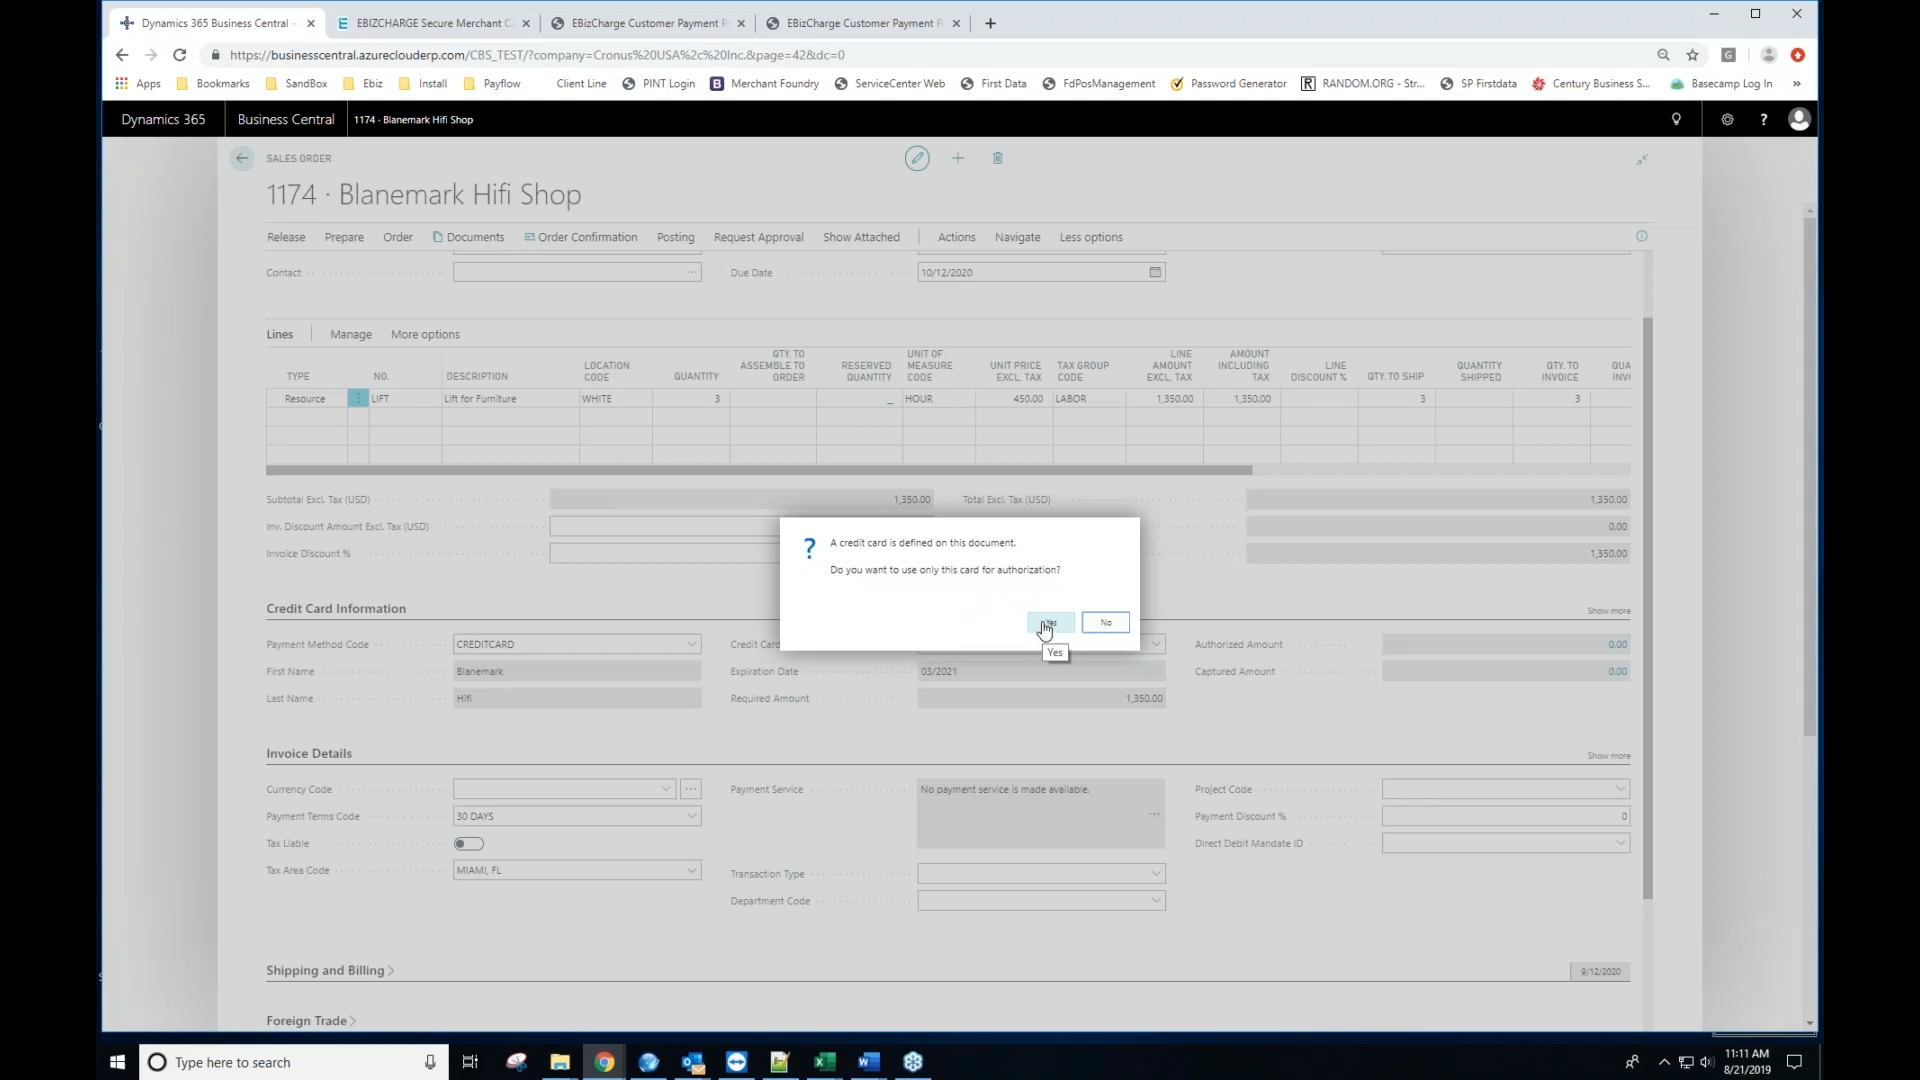 Dynamics 365 Business Central -
EBIZCHARGE Secure Merchant C
EBizCharge Customer Payment P
EBizCharge Customer Payment P
https://businesscentral.azureclouderp.com/CBS_TEST/?company=Cronus%20USA%2c%20Inc.&page=42&dc=0
Apps Bookmarks SandBox Ebiz Install Payflow Client Line PINT Login Merchant Foundry ServiceCenter Web First Data FdPosManagement Password Generator RANDOM.ORG - Str... SP Firstdata Century Business S... Basecamp Log In »
Dynamics 365 Business Central 1174 · Blanemark Hifi Shop
SALES ORDER
1174 · Blanemark Hifi Shop
Release Prepare Order Documents Order Confirmation Posting Request Approval Show Attached Actions Navigate Less options
Contact Due Date 10/12/2020
Lines Manage More options
TYPE NO. DESCRIPTION LOCATION CODE QUANTITY QTY. TO ASSEMBLE TO ORDER RESERVED QUANTITY UNIT OF MEASURE CODE UNIT PRICE EXCL. TAX TAX GROUP CODE LINE AMOUNT EXCL. TAX AMOUNT INCLUDING TAX LINE DISCOUNT % QTY. TO SHIP QUANTITY SHIPPED QTY. TO INVOICE QUA INVI
Resource LIFT Lift for Furniture WHITE 3 _ HOUR 450.00 LABOR 1,350.00 1,350.00 3 3
Subtotal Excl. Tax (USD) 1,350.00 Total Excl. Tax (USD) 1,350.00
Inv. Discount Amount Excl. Tax (USD) 0.00
Invoice Discount % 1,350.00
A credit card is defined on this document.
Do you want to use only this card for authorization?
Yes No
Yes
Credit Card Information Show more
Payment Method Code CREDITCARD Credit Card Authorized Amount 0.00
First Name Blanemark Expiration Date 03/2021 Captured Amount 0.00
Last Name Hifi Required Amount 1,350.00
Invoice Details Show more
Currency Code Payment Service No payment service is made available. Project Code
Payment Terms Code 30 DAYS Payment Discount % 0
Tax Liable Direct Debit Mandate ID
Tax Area Code MIAMI, FL Transaction Type
Department Code
Shipping and Billing > 9/12/2020
Foreign Trade >
Type here to search
11:11 AM
8/21/2019